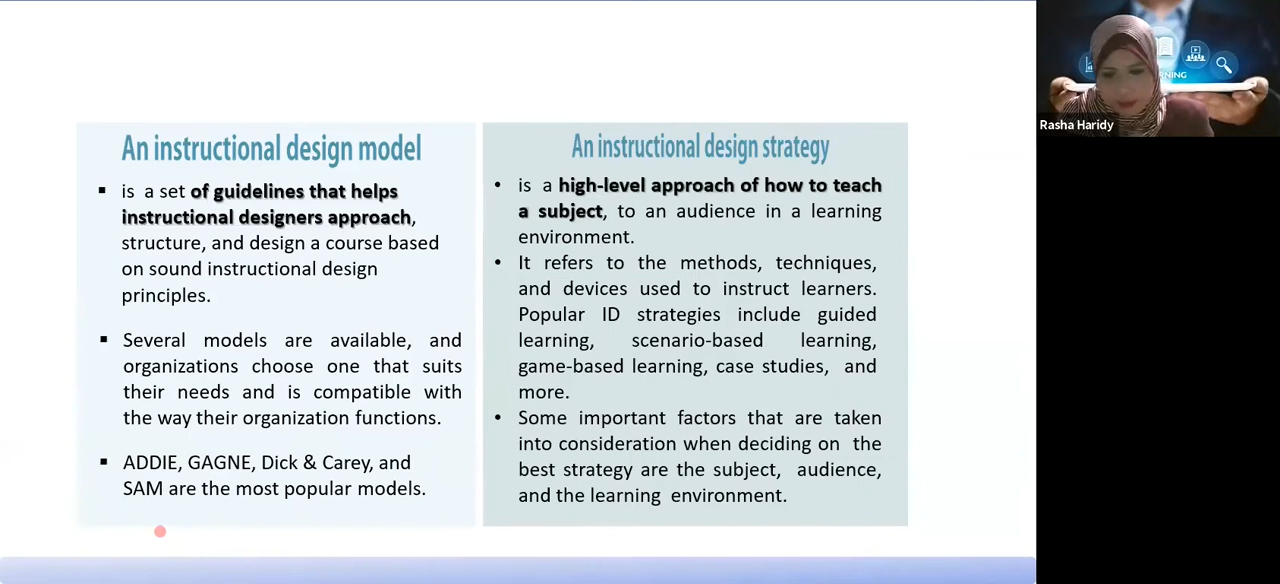 An instructional design model
is a set of guidelines that helps
instructional designers approach,
structure, and design a course based
on sound instructional design
principles.
Several models are available, and
organizations choose one that suits
their needs and is compatible with
the way their organization functions.
ADDIE, GAGNE, Dick & Carey, and
SAM are the most popular models.
An instructional design strategy
is a high-level approach of how to teach
a subject, to an audience in a learning
environment.
It refers to the methods, techniques,
and devices used to instruct learners.
Popular ID strategies include guided
learning, scenario-based learning,
game-based learning, case studies, and
more.
Some important factors that are taken
into consideration when deciding on the
best strategy are the subject, audience,
and the learning environment.
RNING
Rasha Haridy